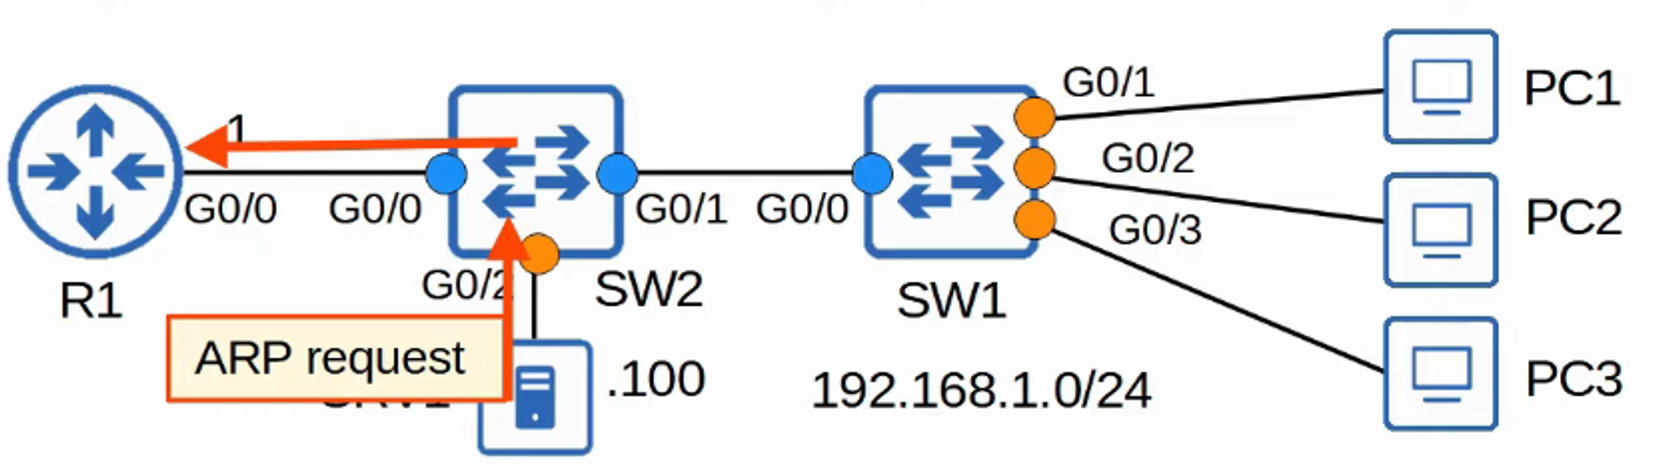 G0/1
PC1
1
G0/2
G0/0
G0/0
G0/1
G0/0
PC2
G0/3
G0/2
SW2
SW1
R1
ARP request
.100
192.168.1.0/24
PC3